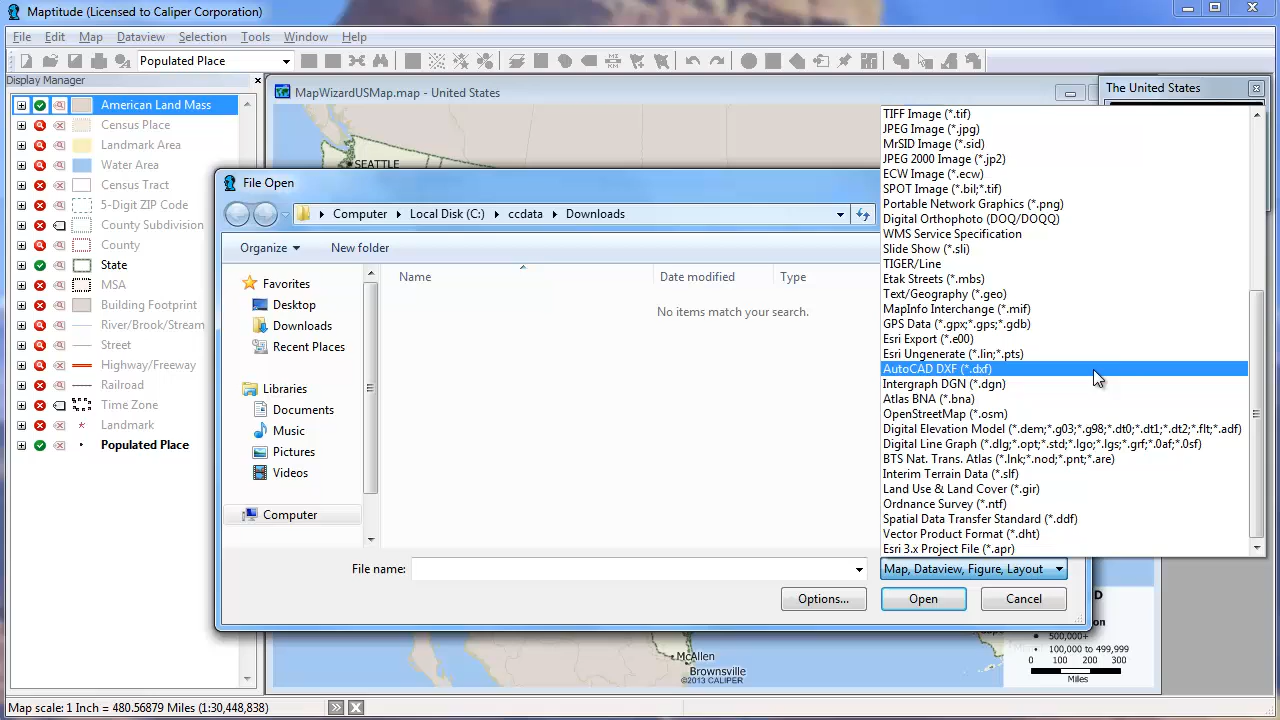 Maptitude (Licensed to Caliper Corporation)
File Edit Map Dataview Selection Tools Window Help
Populated Place
Display Manager
American Land Mass
Census Place
Landmark Area
Water Area
Census Tract
5-Digit ZIP Code
County Subdivision
County
State
MSA
Building Footprint
River/Brook/Stream
Street
Highway/Freeway
Railroad
Time Zone
Landmark
Populated Place
MapWizardUSMap.map - United States
The United States
SEATTLE
File Open
Computer Local Disk (C:) ccdata Downloads
Organize New folder
Favorites
Desktop
Downloads
Recent Places
Libraries
Documents
Music
Pictures
Videos
Computer
Name Date modified Type
No items match your search.
TIFF Image (*.tif)
JPEG Image (*.jpg)
MrSID Image (*.sid)
JPEG 2000 Image (*.jp2)
ECW Image (*.ecw)
SPOT Image (*.bil;*.tif)
Portable Network Graphics (*.png)
Digital Orthophoto (DOQ/DOQQ)
WMS Service Specification
Slide Show (*.sli)
TIGER/Line
Etak Streets (*.mbs)
Text/Geography (*.geo)
MapInfo Interchange (*.mif)
GPS Data (*.gpx;*.gps;*.gdb)
Esri Export (*.e00)
Esri Ungenerate (*.lin;*.pts)
AutoCAD DXF (*.dxf)
Intergraph DGN (*.dgn)
Atlas BNA (*.bna)
OpenStreetMap (*.osm)
Digital Elevation Model (*.dem;*.g03;*.g98;*.dt0;*.dt1;*.dt2;*.flt;*.adf)
Digital Line Graph (*.dlg;*.opt;*.std;*.lgo;*.lgs;*.grf;*.0af;*.0sf)
BTS Nat. Trans. Atlas (*.lnk;*.nod;*.pnt;*.are)
Interim Terrain Data (*.slf)
Land Use & Land Cover (*.gir)
Ordnance Survey (*.ntf)
Spatial Data Transfer Standard (*.ddf)
Vector Product Format (*.dht)
Esri 3.x Project File (*.apr)
File name: Map, Dataview, Figure, Layout
Options... Open Cancel
500,000+
100,000 to 499,999
0 100 200 300
Miles
McAllen
Brownsville
©2013 CALIPER
Map scale: 1 Inch = 480.56879 Miles (1:30,448,838)